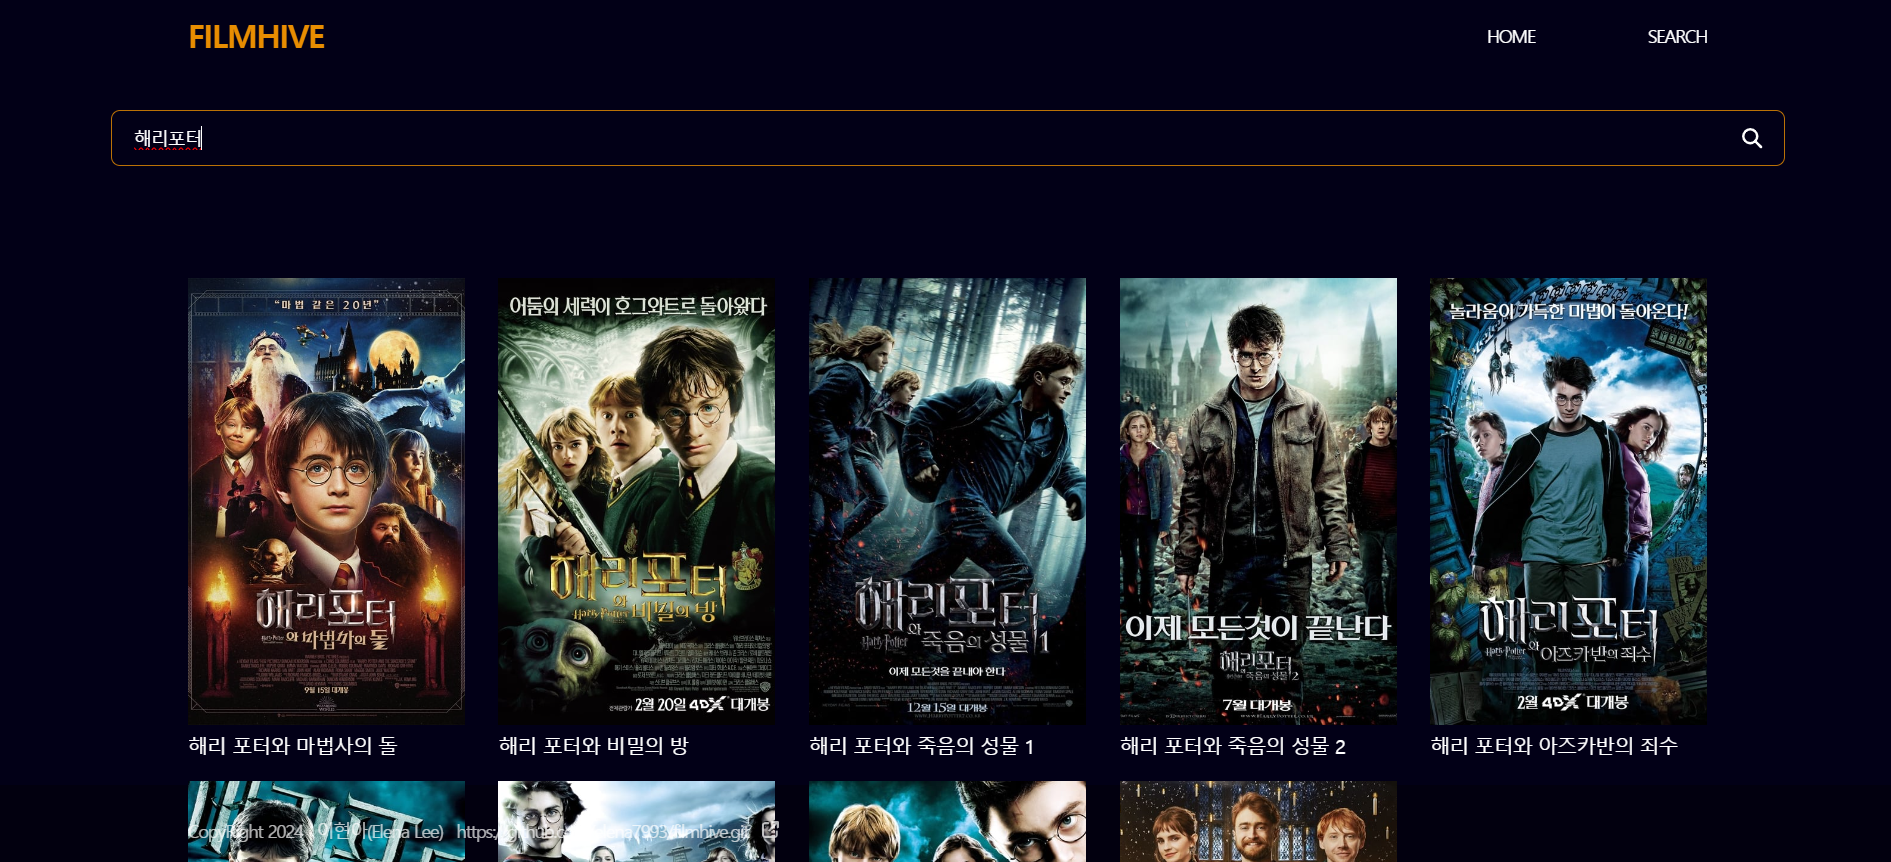 FILMHIVE
HOME
SEARCH
해리포터
“마법 같은 20년”
해리포터
와 마법사의 돌
9월 15일 대개봉
어둠의 세력이 호그와트로 돌아왔다
해리포터
와 비밀의 방
2월 20일 4DX 대개봉
해리포터
Harry Potter 와 죽음의 성물 1
이제 모든것을 끝내야 한다
12월 15일 대개봉
이제 모든것이 끝난다
해리포터
죽음의 성물 2
7월 대개봉
놀라움이 가득한 마법이 돌아온다!
해리포터
Harry Potter 와 아즈카반의 죄수
2월 4DX 대개봉
해리 포터와 마법사의 돌
해리 포터와 비밀의 방
해리 포터와 죽음의 성물 1
해리 포터와 죽음의 성물 2
해리 포터와 아즈카반의 죄수
CopyRight 2024 이현아(Elena Lee)